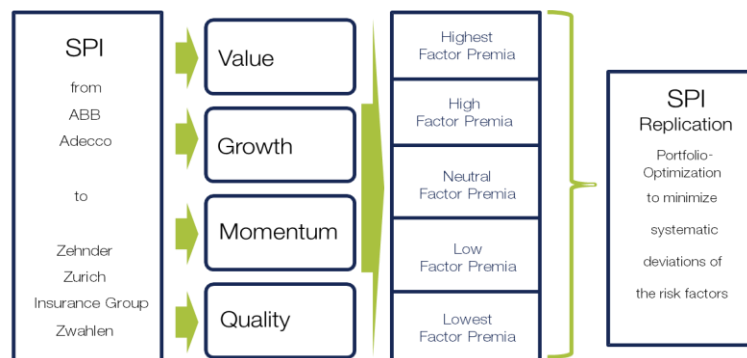 SPI
from
ABB
Adecco
to
Zehnder
Zurich
Insurance Group
Zwahlen
Value
Growth
Momentum
Quality
Highest
Factor Premia
High
Factor Premia
Neutral
Factor Premia
Low
Factor Premia
Lowest
Factor Premia
SPI
Replication
Portfolio-
Optimization
to minimize
systematic
deviations of
the risk factors